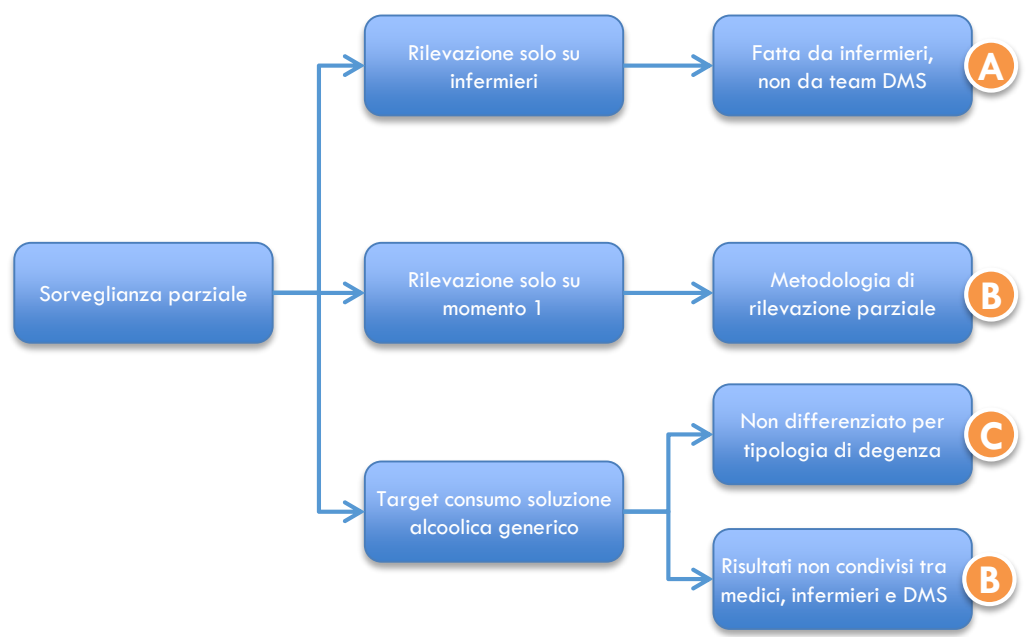 Rilevazione solo su
infermieri
Fatta da infermieri,
non da team DMS
A
Sorveglianza parziale
Rilevazione solo su
momento 1
Metodologia di
rilevazione parziale
B
Target consumo soluzione
alcoolica generico
Non differenziato per
tipologia di degenza
C
Risultati non condivisi tra
medici, infermieri e DMS
B